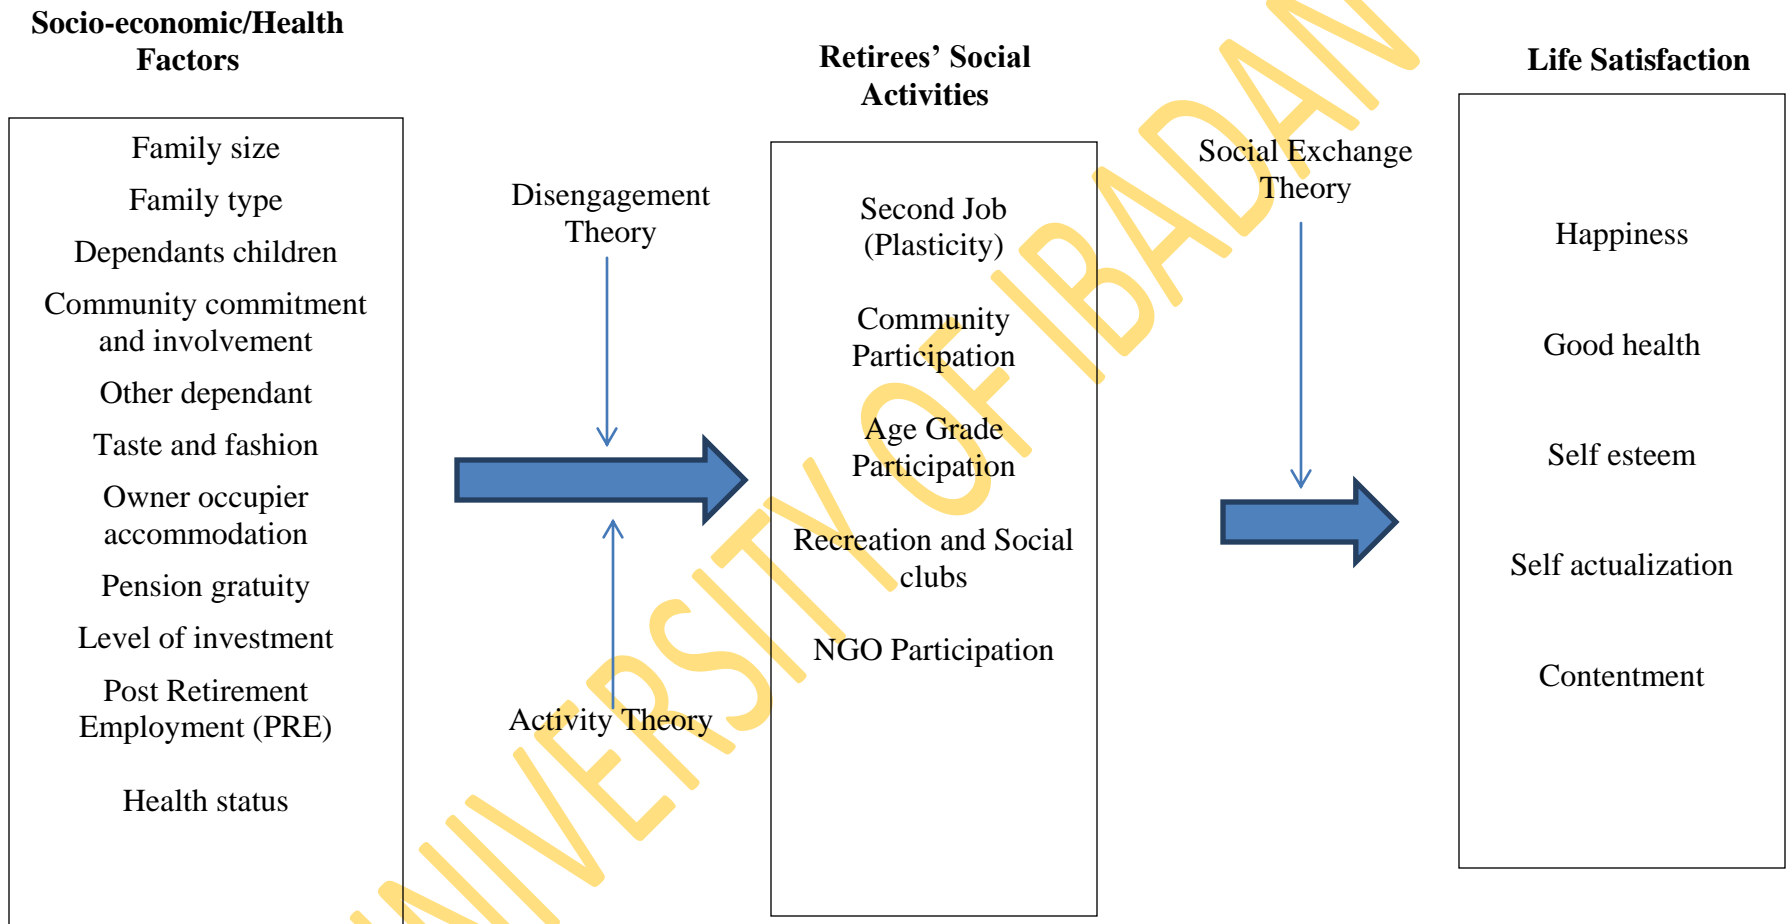 Socio-economic/Health
Factors
Family size
Family type
Dependants children
Community commitment
and involvement
Other dependant
Taste and fashion
Owner occupier
accommodation
Pension gratuity
Level of investment
Post Retirement
Employment (PRE)
Health status
Disengagement
Theory
Activity Theory
Retirees’ Social
Activities
Second Job
(Plasticity)
Community
Participation
Age Grade
Participation
Recreation and Social
clubs
NGO Participation
Social Exchange
Theory
Life Satisfaction
Happiness
Good health
Self esteem
Self actualization
Contentment
UNIVERSITY OF IBADAN